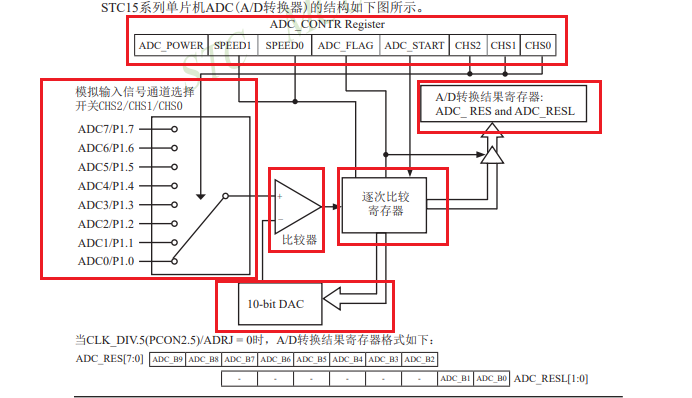 STC15系列单片机ADC(A/D转换器)的结构如下图所示。
ADC_CONTR Register
ADC_POWER SPEED1 SPEED0 ADC_FLAG ADC_START CHS2 CHS1 CHS0
模拟输入信号通道选择
开关CHS2/CHS1/CHS0
A/D转换结果寄存器:
ADC_ RES and ADC_RESL
ADC7/P1.7
ADC6/P1.6
ADC5/P1.5
ADC4/P1.4
ADC3/P1.3
ADC2/P1.2
ADC1/P1.1
ADC0/P1.0
+
−
比较器
逐次比较
寄存器
10-bit DAC
当CLK_DIV.5(PCON2.5)/ADRJ = 0时，A/D转换结果寄存器格式如下:
ADC_RES[7:0] ADC_B9 ADC_B8 ADC_B7 ADC_B6 ADC_B5 ADC_B4 ADC_B3 ADC_B2
- - - - - - ADC_B1 ADC_B0 ADC_RESL[1:0]